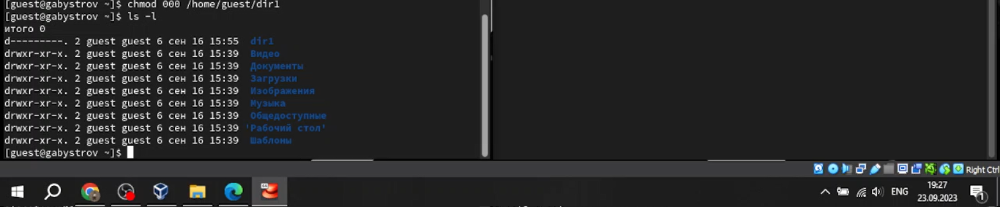 [guest@gabystrov ~]$ chmod 000 /home/guest/dir1
[guest@gabystrov ~]$ ls -l
итого 0
d---------. 2 guest guest 6 сен 16 15:55  dir1
drwxr-xr-x. 2 guest guest 6 сен 16 15:39  Видео
drwxr-xr-x. 2 guest guest 6 сен 16 15:39  Документы
drwxr-xr-x. 2 guest guest 6 сен 16 15:39  Загрузки
drwxr-xr-x. 2 guest guest 6 сен 16 15:39  Изображения
drwxr-xr-x. 2 guest guest 6 сен 16 15:39  Музыка
drwxr-xr-x. 2 guest guest 6 сен 16 15:39  Общедоступные
drwxr-xr-x. 2 guest guest 6 сен 16 15:39 'Рабочий стол'
drwxr-xr-x. 2 guest guest 6 сен 16 15:39  Шаблоны
[guest@gabystrov ~]$
Right Ctrl
ENG
19:27
23.09.2023
1